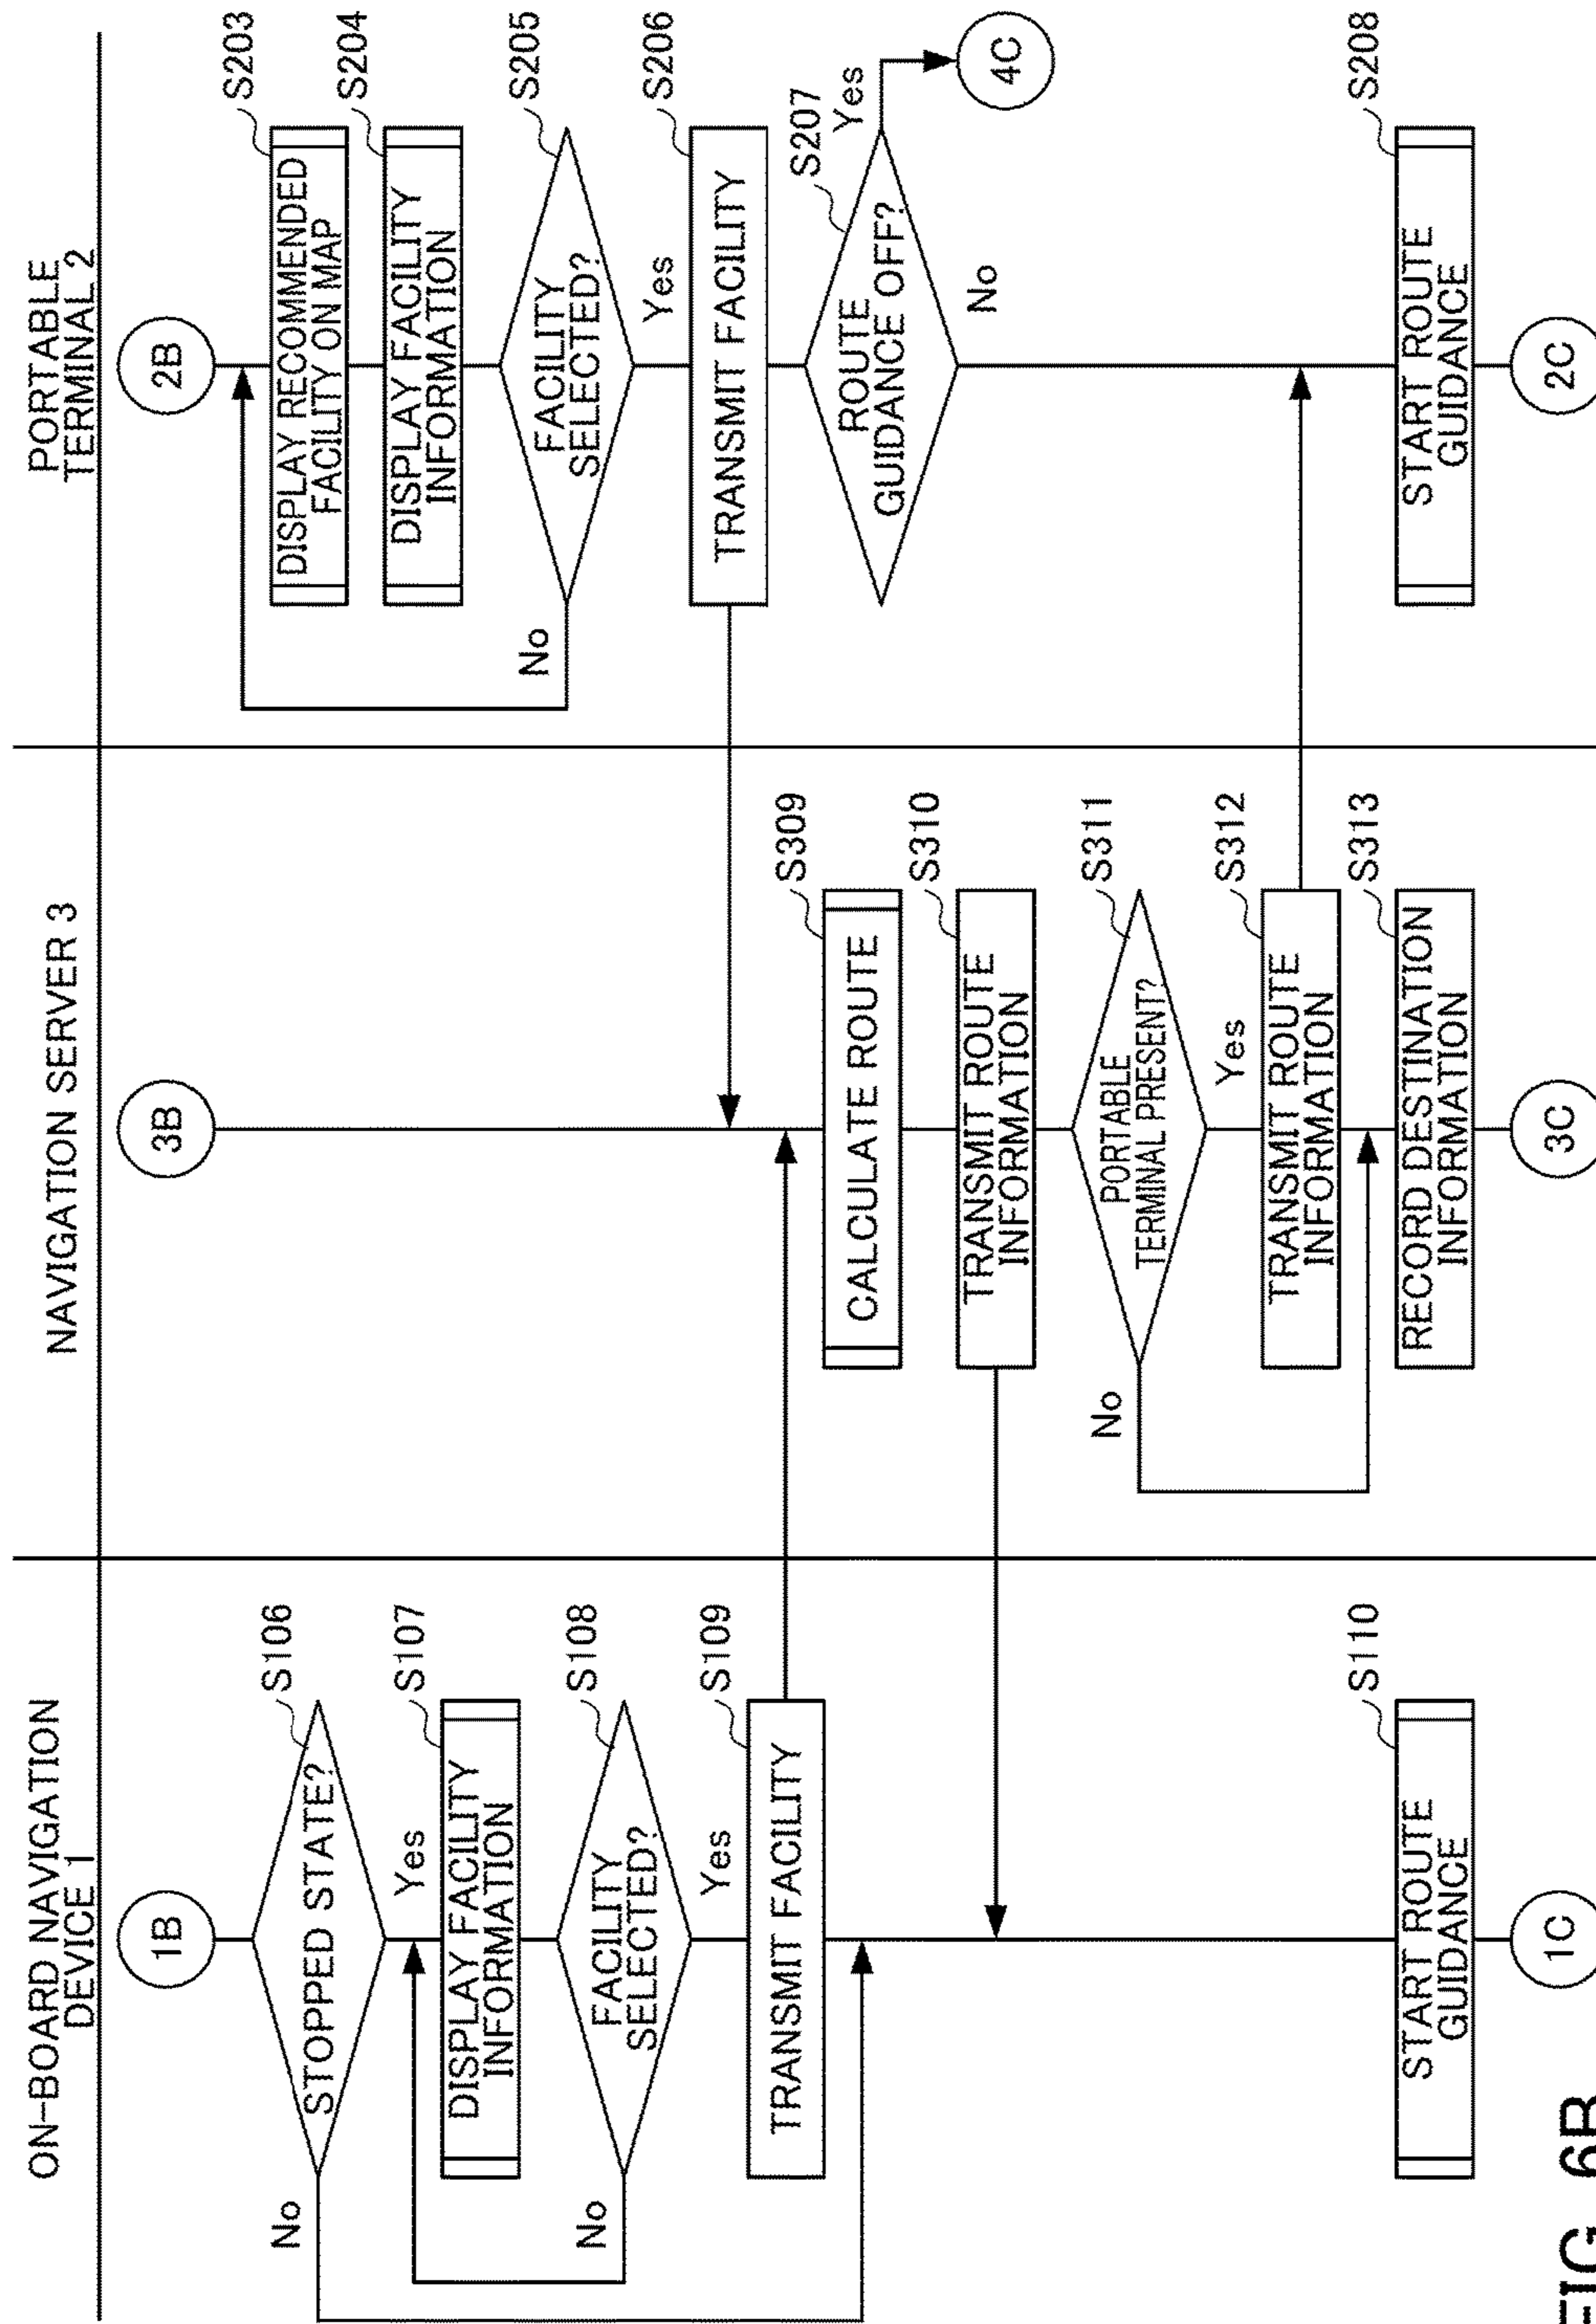 ON-BOARD NAVIGATION
DEVICE 1
1B
S106
STOPPED STATE?
No
Yes
S107
DISPLAY FACILITY
INFORMATION
S108
FACILITY
SELECTED?
No
Yes
S109
TRANSMIT FACILITY
S110
START ROUTE
GUIDANCE
1C
NAVIGATION SERVER 3
3B
S309
CALCULATE ROUTE
S310
TRANSMIT ROUTE
INFORMATION
S311
PORTABLE
TERMINAL PRESENT?
No
Yes
S312
TRANSMIT ROUTE
INFORMATION
S313
RECORD DESTINATION
INFORMATION
3C
PORTABLE
TERMINAL 2
2B
S203
DISPLAY RECOMMENDED
FACILITY ON MAP
S204
DISPLAY FACILITY
INFORMATION
S205
FACILITY
SELECTED?
No
Yes
S206
TRANSMIT FACILITY
S207
ROUTE
GUIDANCE OFF?
Yes
4C
No
S208
START ROUTE
GUIDANCE
2C
FIG. 6B